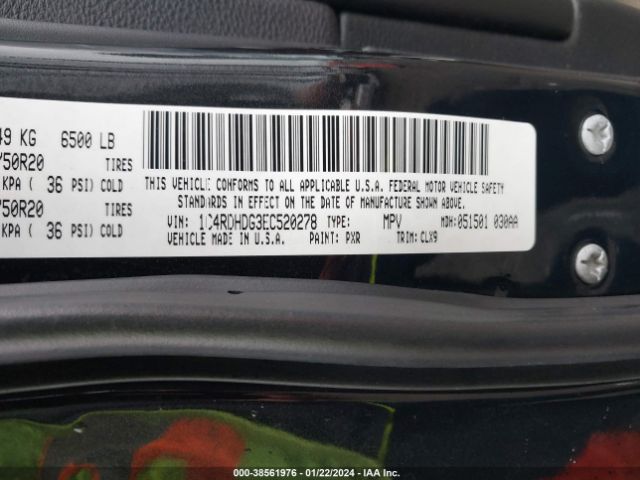 49 KG 6500 LB
/50R20 TIRES
KPA ( 36 PSI) COLD
/50R20 TIRES
KPA ( 36 PSI) COLD
THIS VEHICLE CONFORMS TO ALL APPLICABLE U.S.A. FEDERAL MOTOR VEHICLE SAFETY
STANDARDS IN EFFECT ON THE DATE OF MANUFACTURE SHOWN ABOVE.
VIN: 1C4RDHDG3EC520278 TYPE: MPV MDH: 051501 030AA
VEHICLE MADE IN U.S.A. PAINT: PXR TRIM: CLX9
000-38561976 - 01/22/2024 - IAA Inc.